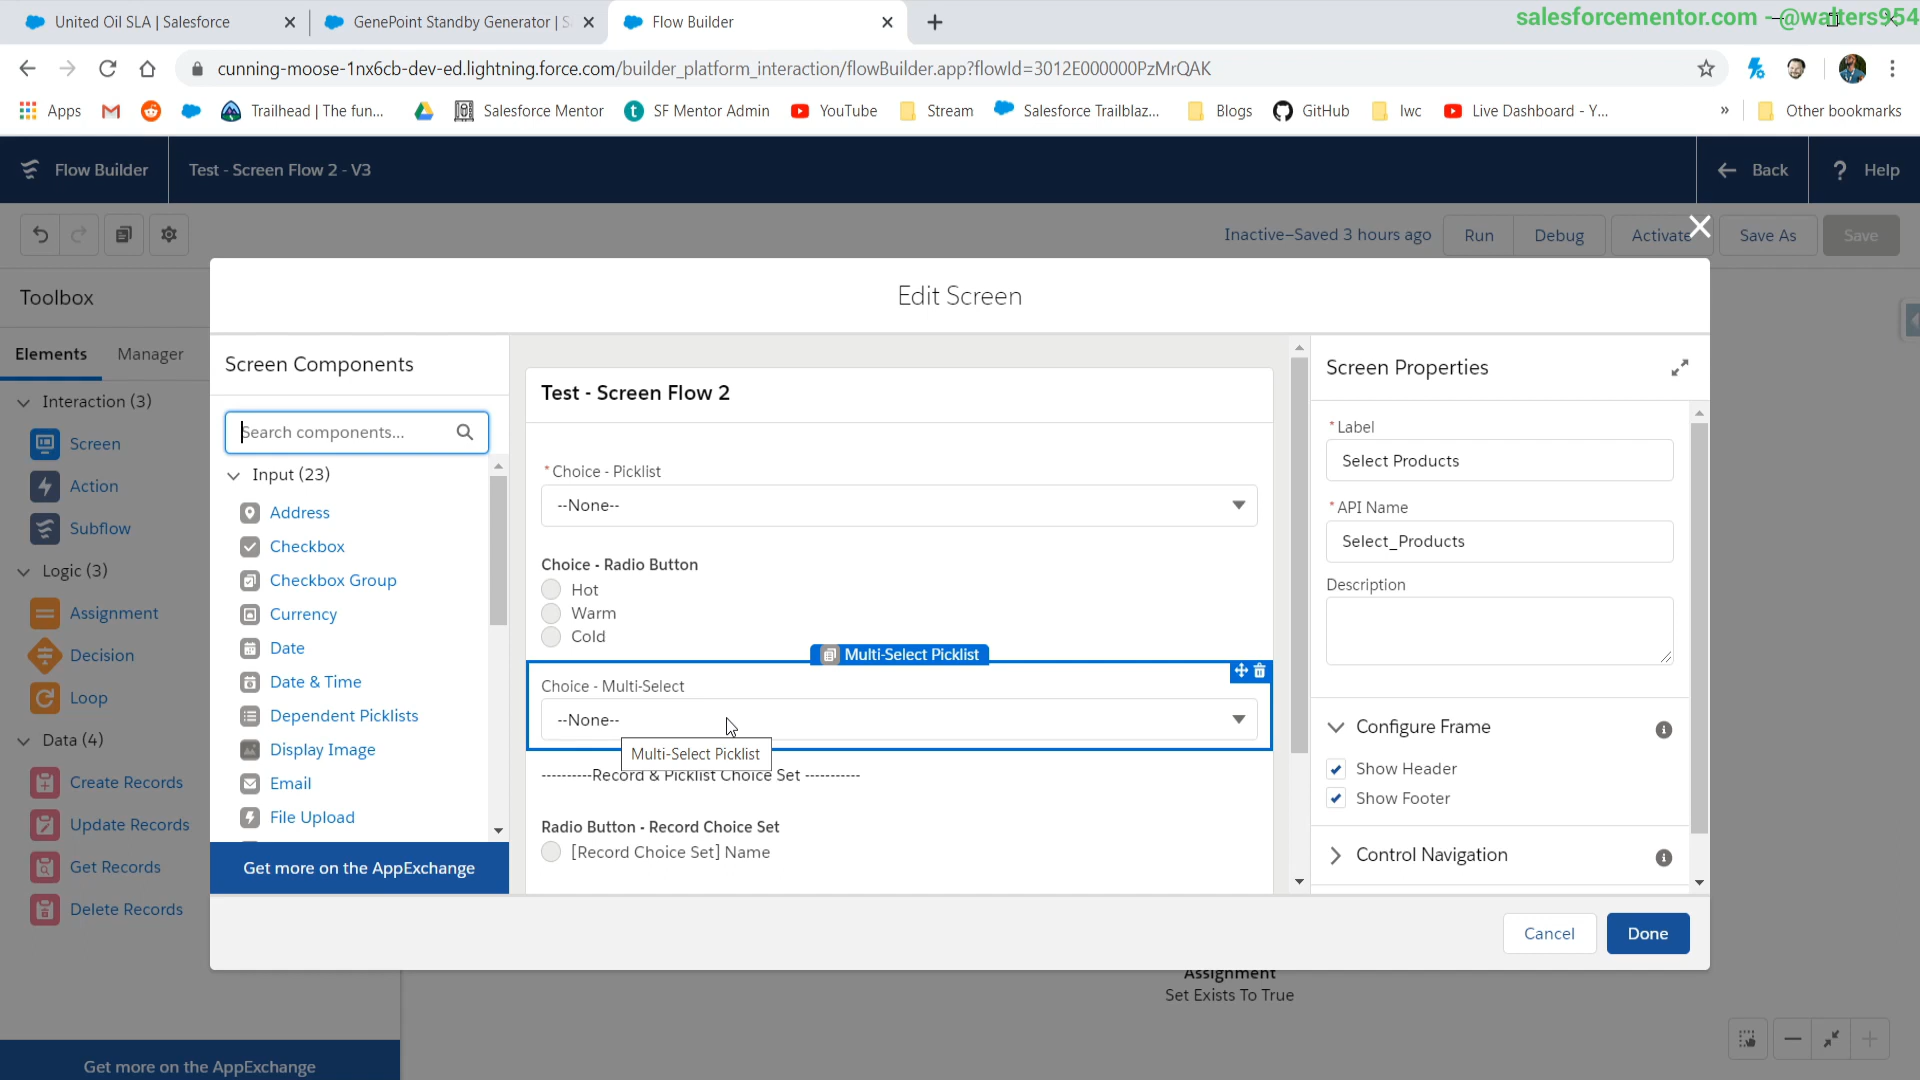 United Oil SLA | Salesforce
GenePoint Standby Generator | S
Flow Builder
salesforcementor.com - @walters954
cunning-moose-1nx6cb-dev-ed.lightning.force.com/builder_platform_interaction/flowBuilder.app?flowId=3012E000000PzMrQAK
Apps
Trailhead | The fun...
Salesforce Mentor
SF Mentor Admin
YouTube
Stream
Salesforce Trailblaz...
Blogs
GitHub
lwc
Live Dashboard - Y...
»
Other bookmarks
Flow Builder
Test - Screen Flow 2 - V3
Back
? Help
Inactive–Saved 3 hours ago
Run
Debug
Activate
Save As
Save
Toolbox
Elements
Manager
Interaction (3)
Screen
Action
Subflow
Logic (3)
Assignment
Decision
Loop
Data (4)
Create Records
Update Records
Get Records
Delete Records
Get more on the AppExchange
Edit Screen
Screen Components
Search components...
Input (23)
Address
Checkbox
Checkbox Group
Currency
Date
Date & Time
Dependent Picklists
Display Image
Email
File Upload
Get more on the AppExchange
Test - Screen Flow 2
* Choice - Picklist
--None--
Choice - Radio Button
Hot
Warm
Cold
Multi-Select Picklist
Choice - Multi-Select
--None--
Multi-Select Picklist
----------Record & Picklist Choice Set -----------
Radio Button - Record Choice Set
[Record Choice Set] Name
Screen Properties
* Label
Select Products
* API Name
Select_Products
Description
Configure Frame
Show Header
Show Footer
Control Navigation
Cancel
Done
Assignment
Set Exists To True